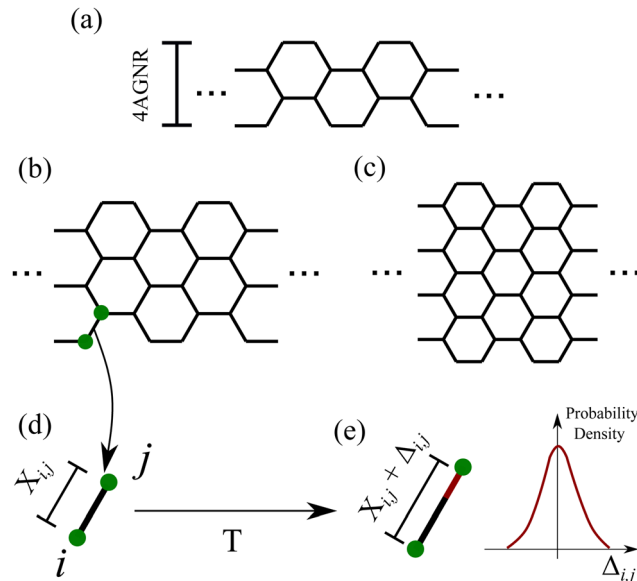 (a)
4AGNR
... ...
(b)
(c)
... ...
... ...
(d)
(e)
Probability
Density
X_{i,j}
j
i
T
X_{i,j} + Δ_{i,j}
Δ_{i,j}